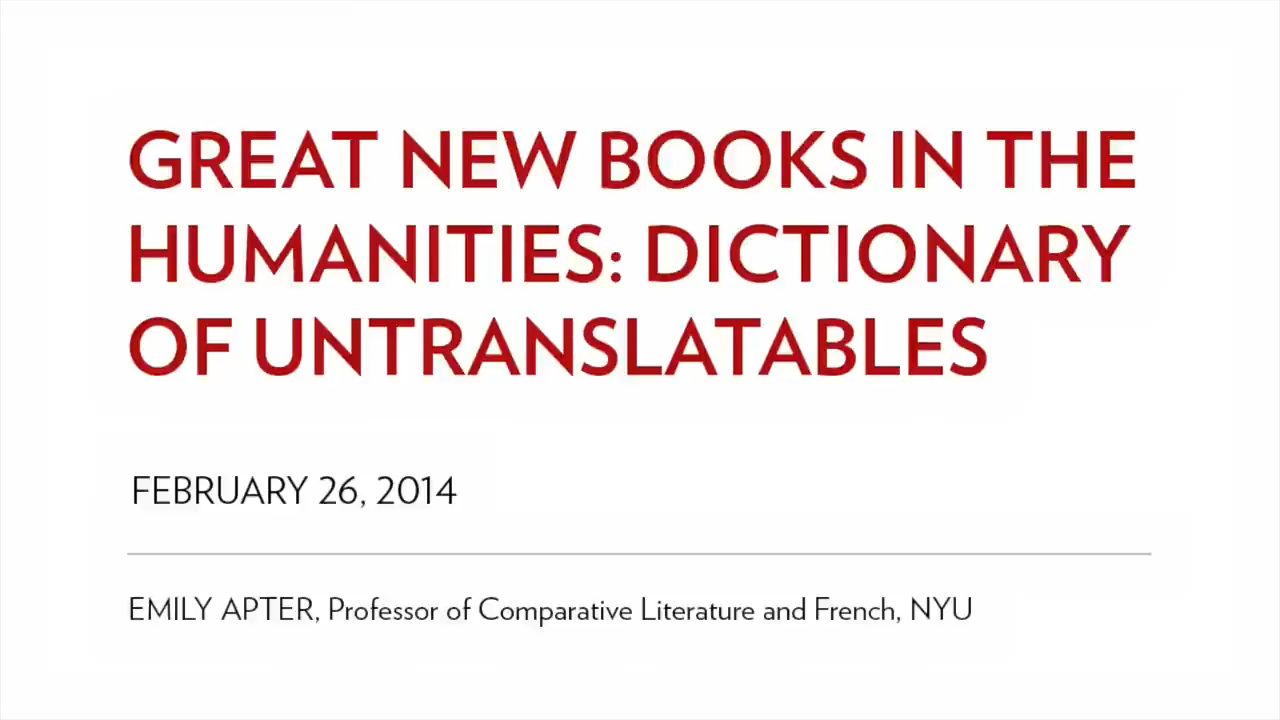 GREAT NEW BOOKS IN THE
HUMANITIES: DICTIONARY
OF UNTRANSLATABLES
FEBRUARY 26, 2014
EMILY APTER, Professor of Comparative Literature and French, NYU